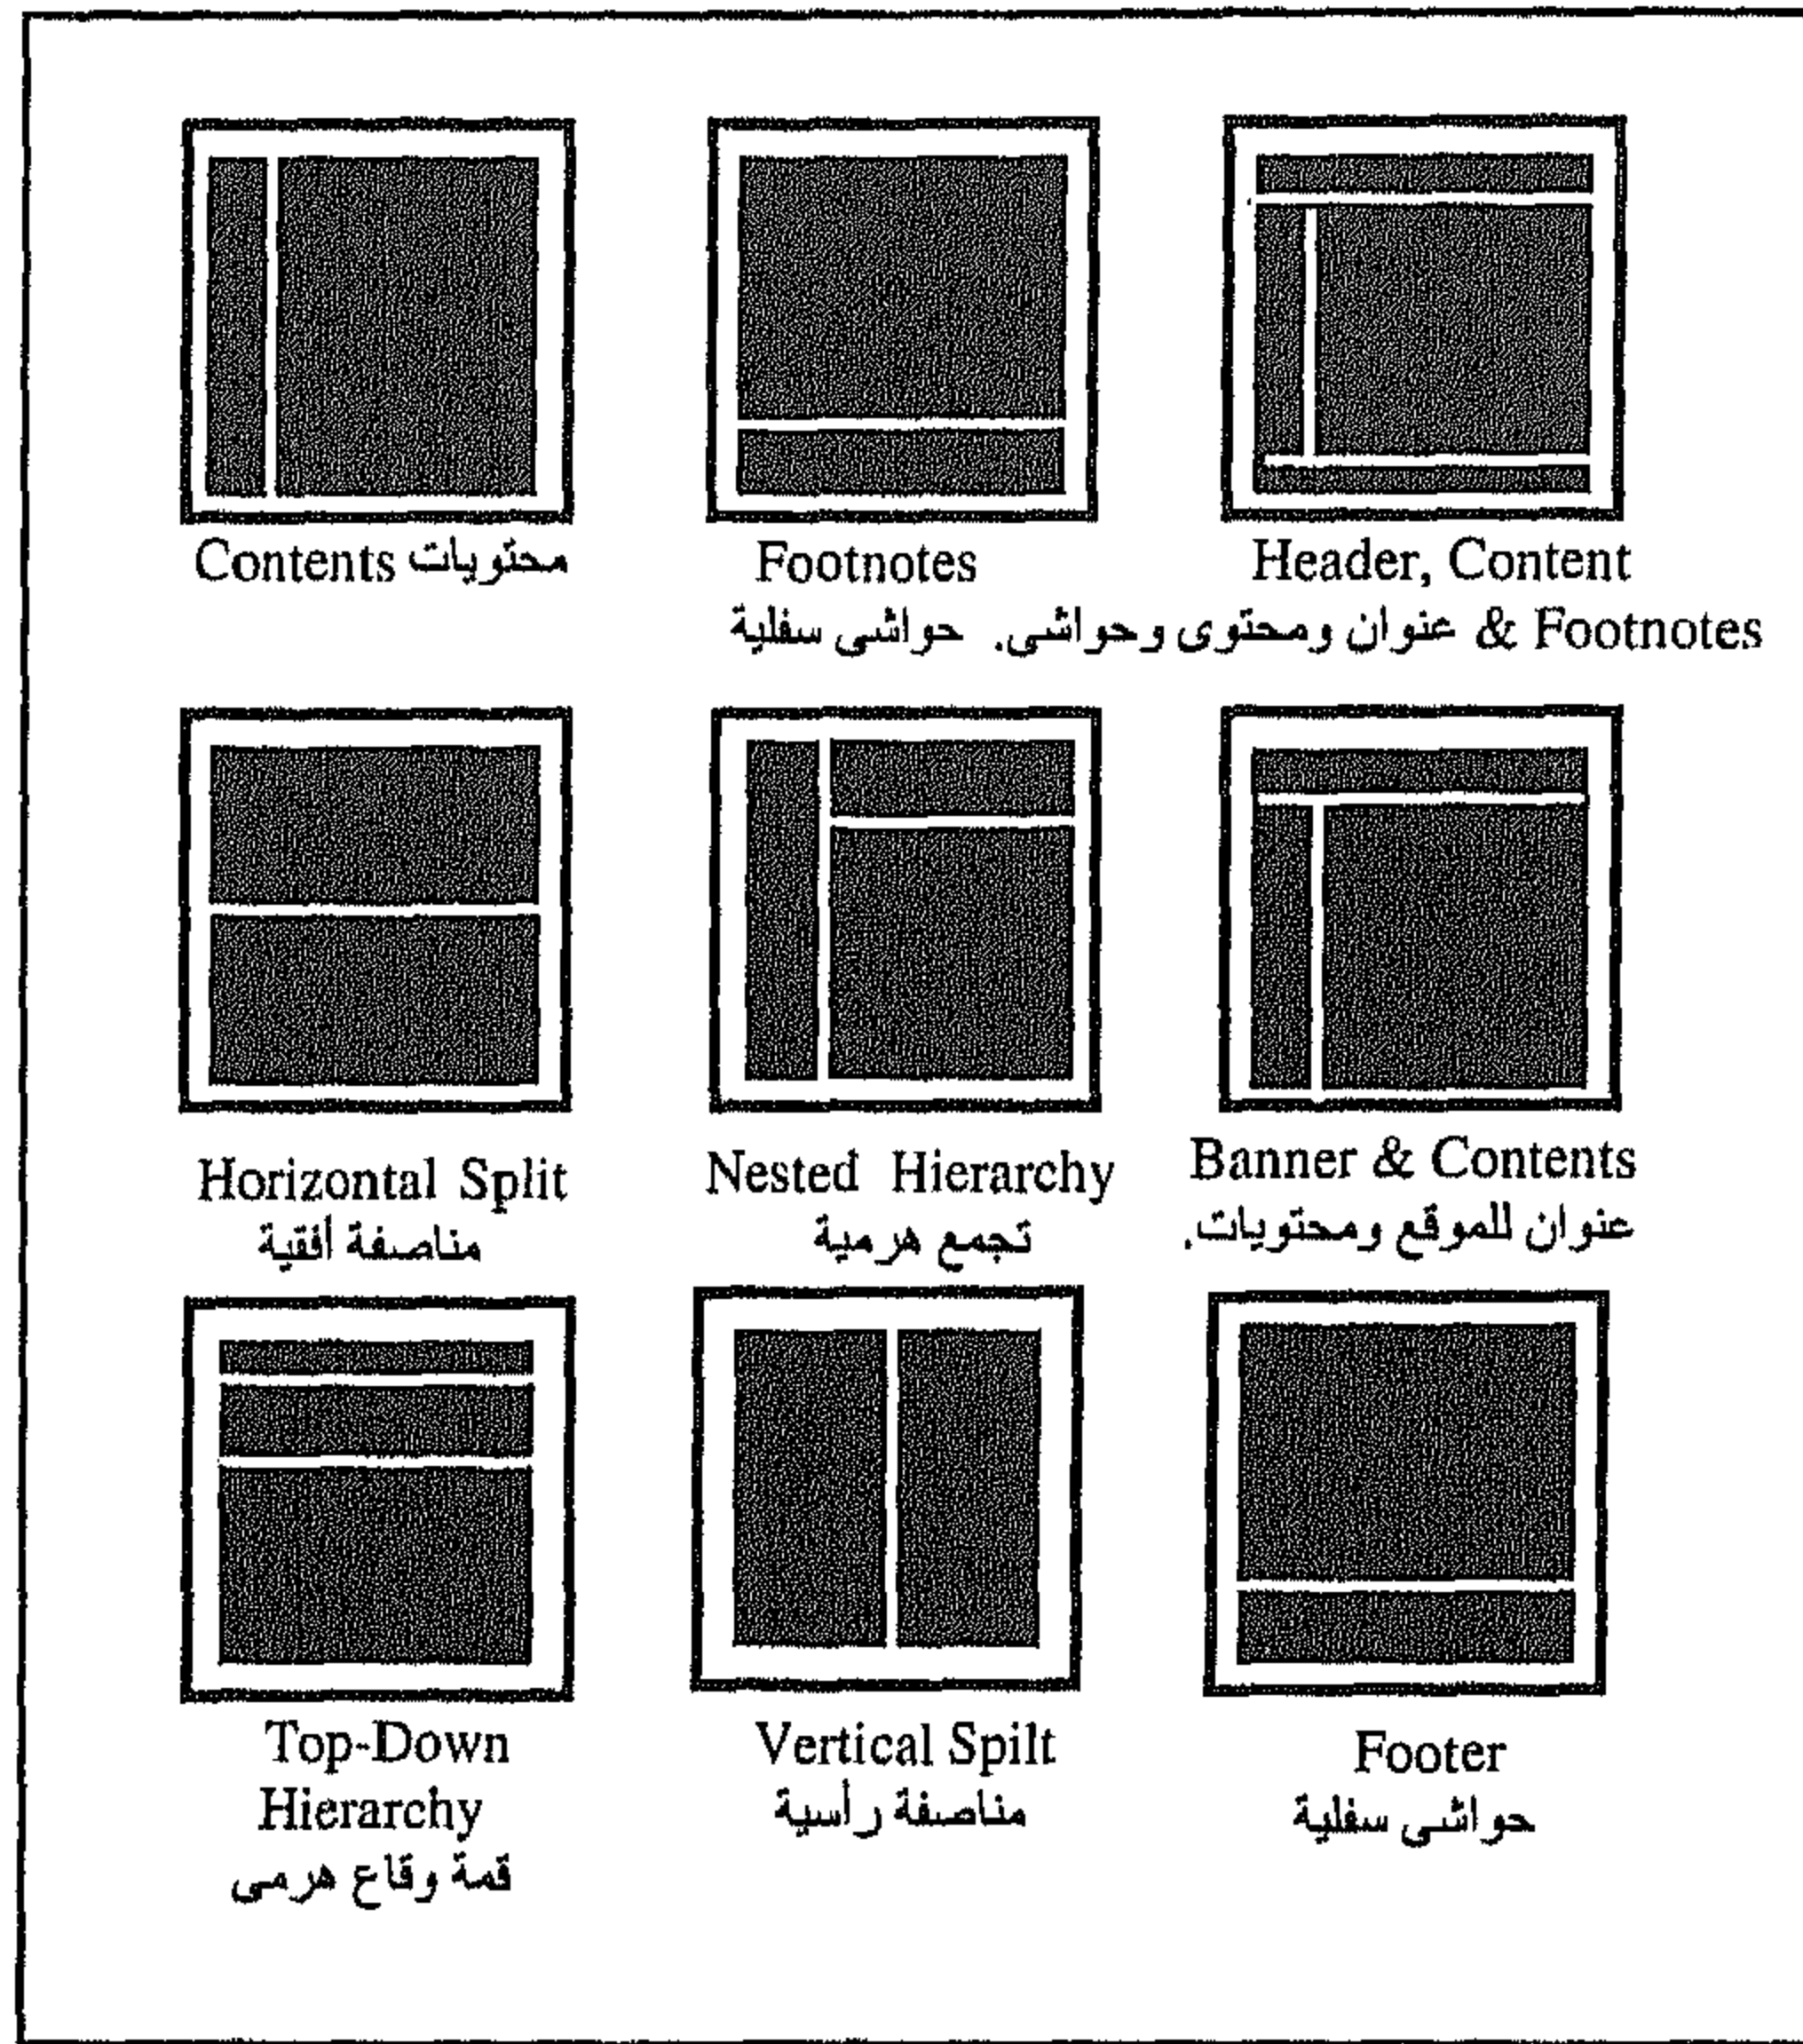 Contents محتويات
Footnotes
Header, Content
& Footnotes عنوان ومحتوى وحواشى. حواشى سفلية
Horizontal Split
مناصفة أفقية
Nested Hierarchy
تجمع هرمية
Banner & Contents
عنوان للموقع ومحتويات.
Top-Down
Hierarchy
قمة وقاع هرمى
Vertical Spilt
مناصفة رأسية
Footer
حواشى سفلية